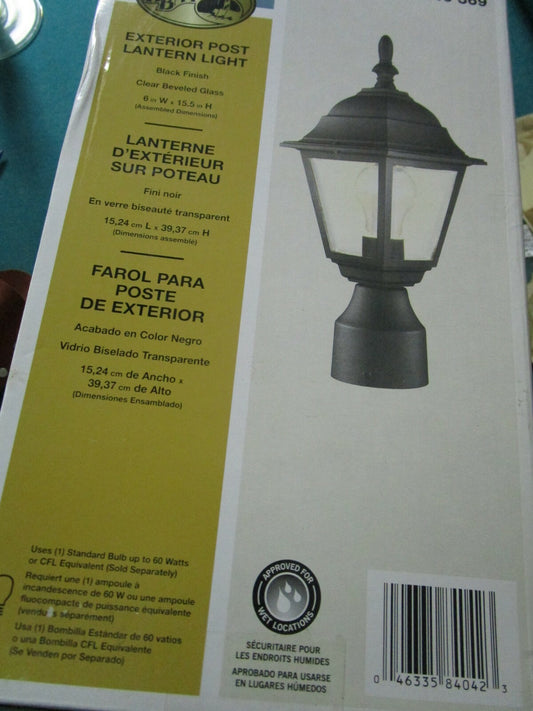 EXTERIOR POST
LANTERN LIGHT
Black Finish
Clear Beveled Glass
6 in W x 15.5 in H
(Assembled Dimensions)
LANTERNE
D'EXTÉRIEUR
SUR POTEAU
Fini noir
En verre biseauté transparent
15,24 cm L x 39,37 cm H
(Dimensions assemblé)
FAROL PARA
POSTE
DE EXTERIOR
Acabado en Color Negro
Vidrio Biselado Transparente
15,24 cm de Ancho x
39,37 cm de Alto
(Dimensiones Ensamblado)
Uses (1) Standard Bulb up to 60 Watts
or CFL Equivalent (Sold Separately)
Requiert une (1) ampoule à
incandescence de 60 W ou une ampoule
fluocompacte de puissance équivalente
(vendus séparément)
Usa (1) Bombilla Estándar de 60 vatios
o una Bombilla CFL Equivalente
(Se Venden por Separado)
APPROVED FOR
WET LOCATIONS
SÉCURITAIRE POUR
LES ENDROITS HUMIDES
APROBADO PARA USARSE
EN LUGARES HÚMEDOS
0 46335 84042 3